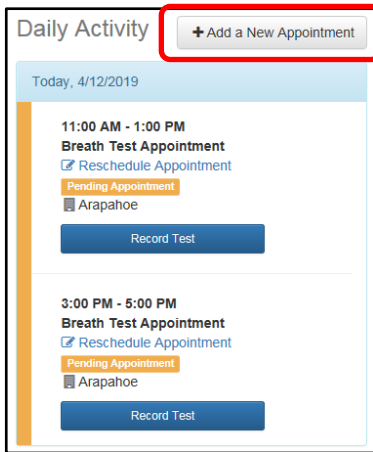 Daily Activity
+ Add a New Appointment
Today, 4/12/2019
11:00 AM - 1:00 PM
Breath Test Appointment
Reschedule Appointment
Pending Appointment
Arapahoe
Record Test
3:00 PM - 5:00 PM
Breath Test Appointment
Reschedule Appointment
Pending Appointment
Arapahoe
Record Test